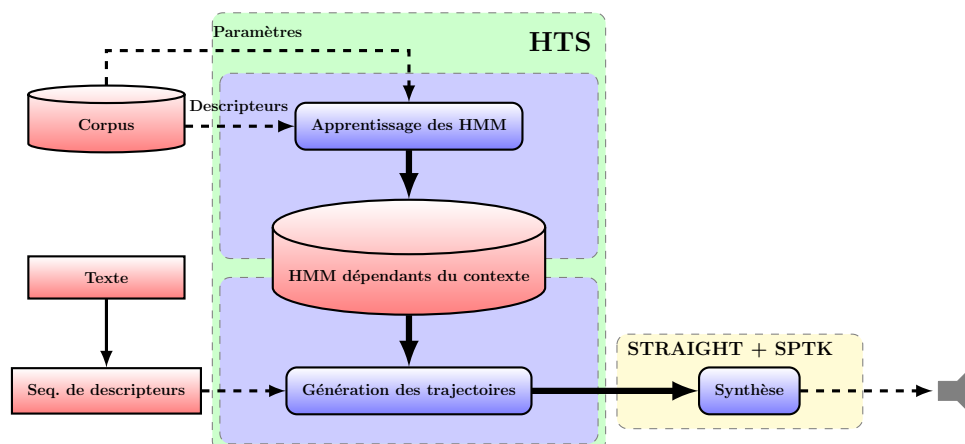 Paramètres
HTS
Descripteurs
Corpus
Apprentissage des HMM
HMM dépendants du contexte
Texte
STRAIGHT + SPTK
Seq. de descripteurs
Génération des trajectoires
Synthèse